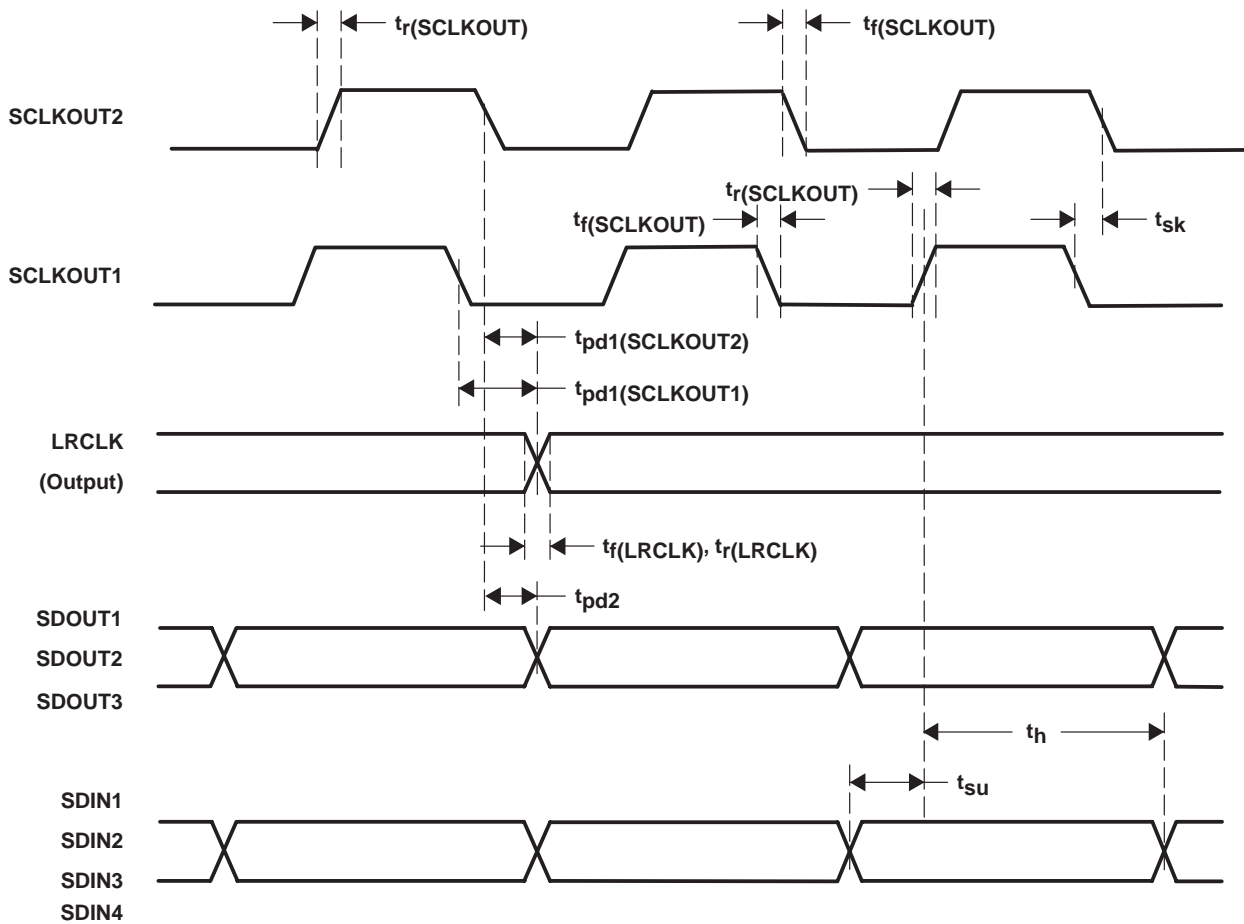 tr(SCLKOUT)
tf(SCLKOUT)
SCLKOUT2
tr(SCLKOUT)
tf(SCLKOUT)
tsk
SCLKOUT1
tpd1(SCLKOUT2)
tpd1(SCLKOUT1)
LRCLK
(Output)
tf(LRCLK), tr(LRCLK)
tpd2
SDOUT1
SDOUT2
SDOUT3
th
tsu
SDIN1
SDIN2
SDIN3
SDIN4